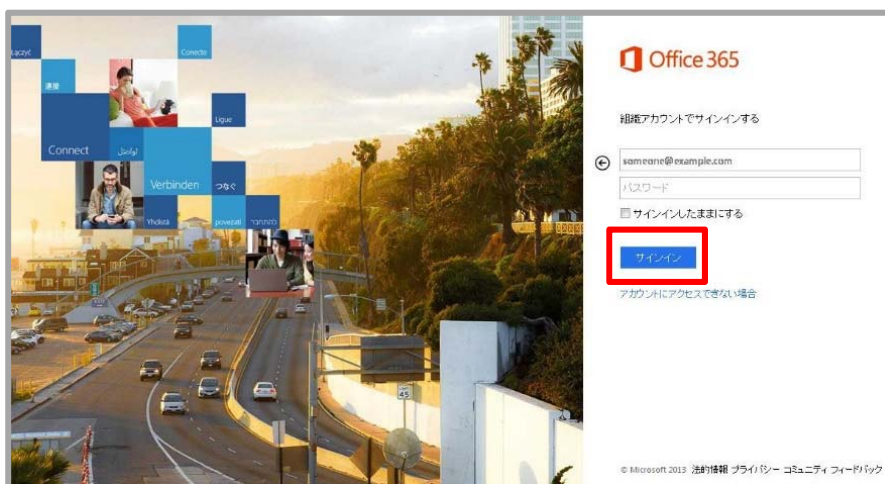 Łączyć
Conecte
連接
Ligue
Connect
تواصل
Verbinden
つなぐ
Yhdistä
povezati
להתחבר
45
Office 365
組織アカウントでサインインする
someone@example.com
パスワード
サインインしたままにする
サインイン
アカウントにアクセスできない場合
© Microsoft 2013 法的情報 プライバシー コミュニティ フィードバック